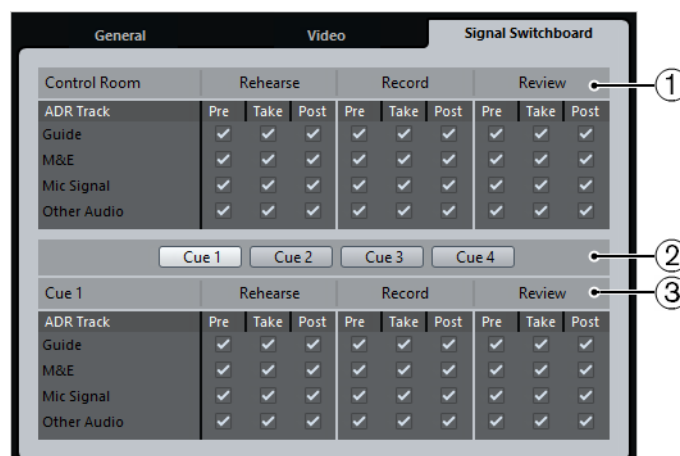 General Video Signal Switchboard
Control Room Rehearse Record Review 1
ADR Track Pre Take Post Pre Take Post Pre Take Post
Guide
M&E
Mic Signal
Other Audio
Cue 1 Cue 2 Cue 3 Cue 4 2
Cue 1 Rehearse Record Review 3
ADR Track Pre Take Post Pre Take Post Pre Take Post
Guide
M&E
Mic Signal
Other Audio